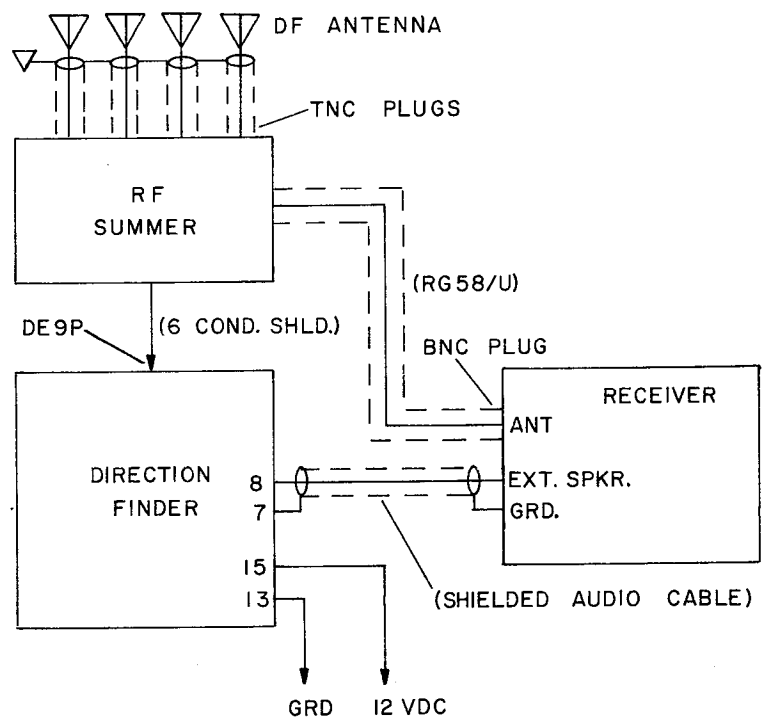 DF ANTENNA
TNC PLUGS
RF
SUMMER
(RG58/U)
DE9P
(6 COND. SHLD.)
BNC PLUG
RECEIVER
ANT
DIRECTION
FINDER
8
7
15
13
EXT. SPKR.
GRD.
(SHIELDED AUDIO CABLE)
GRD
12 VDC